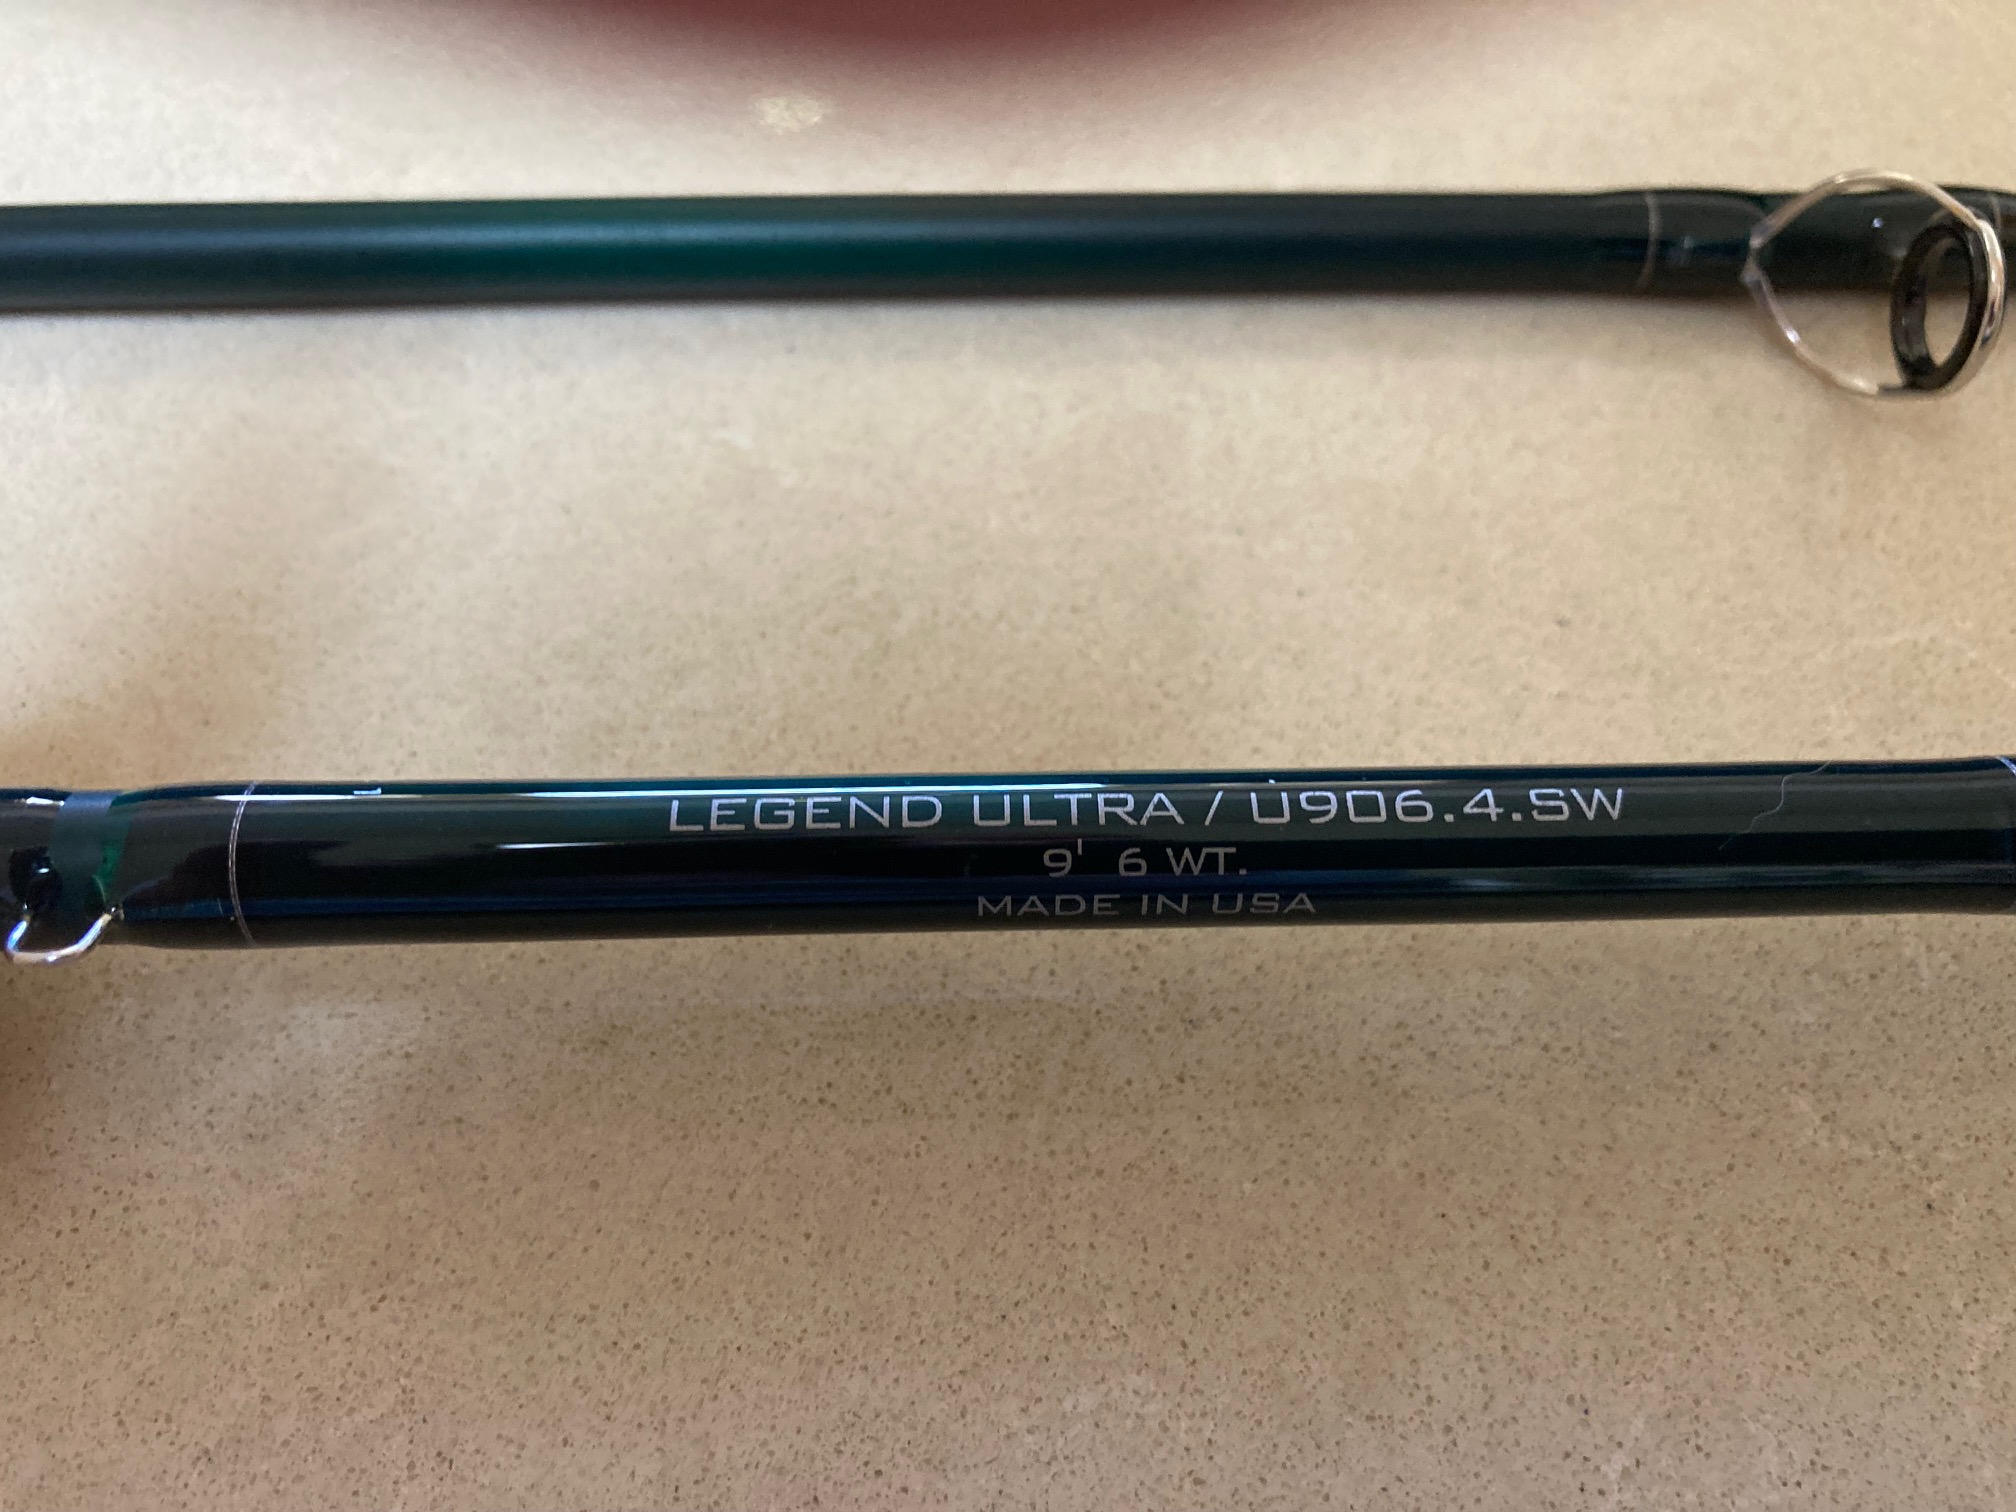 LEGEND ULTRA / U906.4.SW
9' 6 WT.
MADE IN USA